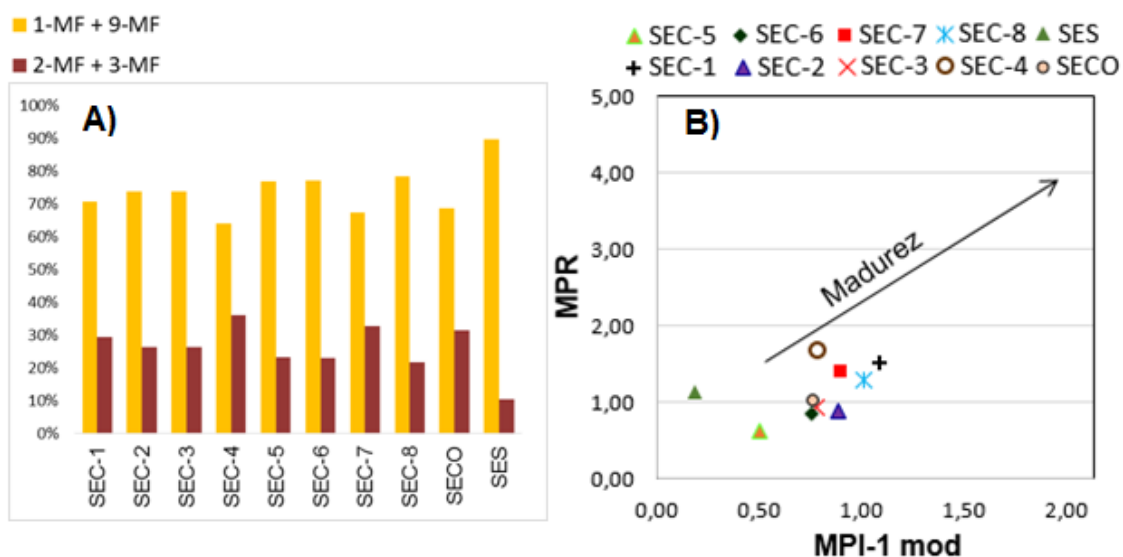 1-MF + 9-MF
2-MF + 3-MF
A)
100%
90%
80%
70%
60%
50%
40%
30%
20%
10%
0%
SEC-1
SEC-2
SEC-3
SEC-4
SEC-5
SEC-6
SEC-7
SEC-8
SECO
SES
SEC-5 SEC-6 SEC-7 SEC-8 SES
SEC-1 SEC-2 SEC-3 SEC-4 SECO
B)
5,00
4,00
3,00
2,00
1,00
0,00
MPR
Madurez
0,00 0,50 1,00 1,50 2,00
MPI-1 mod